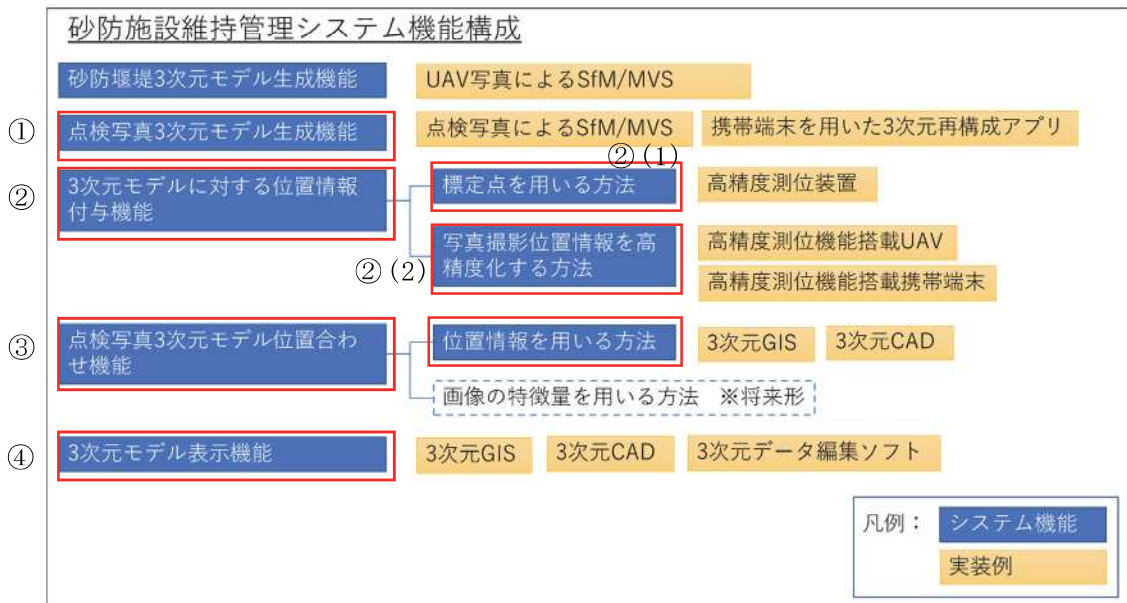 砂防施設維持管理システム機能構成
砂防堰堤3次元モデル生成機能
UAV写真によるSfM/MVS
①
点検写真3次元モデル生成機能
点検写真によるSfM/MVS
携帯端末を用いた3次元再構成アプリ
②
3次元モデルに対する位置情報
付与機能
②(1)
標定点を用いる方法
高精度測位装置
②(2)
写真撮影位置情報を高
精度化する方法
高精度測位機能搭載UAV
高精度測位機能搭載携帯端末
③
点検写真3次元モデル位置合わ
せ機能
位置情報を用いる方法
3次元GIS
3次元CAD
画像の特徴量を用いる方法 ※将来形
④
3次元モデル表示機能
3次元GIS
3次元CAD
3次元データ編集ソフト
凡例：
システム機能
実装例